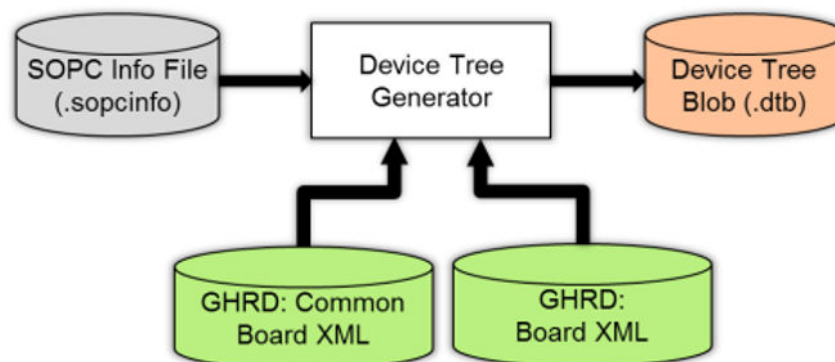 SOPC Info File
(.sopcinfo)
Device Tree
Generator
Device Tree
Blob (.dtb)
GHRD: Common
Board XML
GHRD:
Board XML